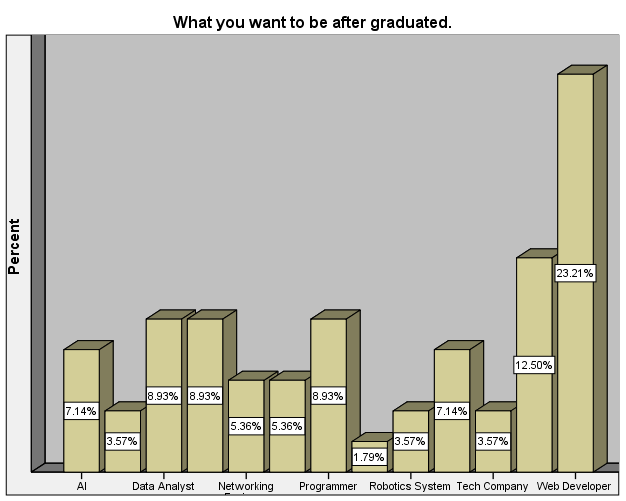 What you want to be after graduated.
Percent
7.14%
3.57%
8.93%
8.93%
5.36%
5.36%
8.93%
1.79%
3.57%
7.14%
3.57%
12.50%
23.21%
AI
Data Analyst
Networking
Programmer
Robotics System
Tech Company
Web Developer